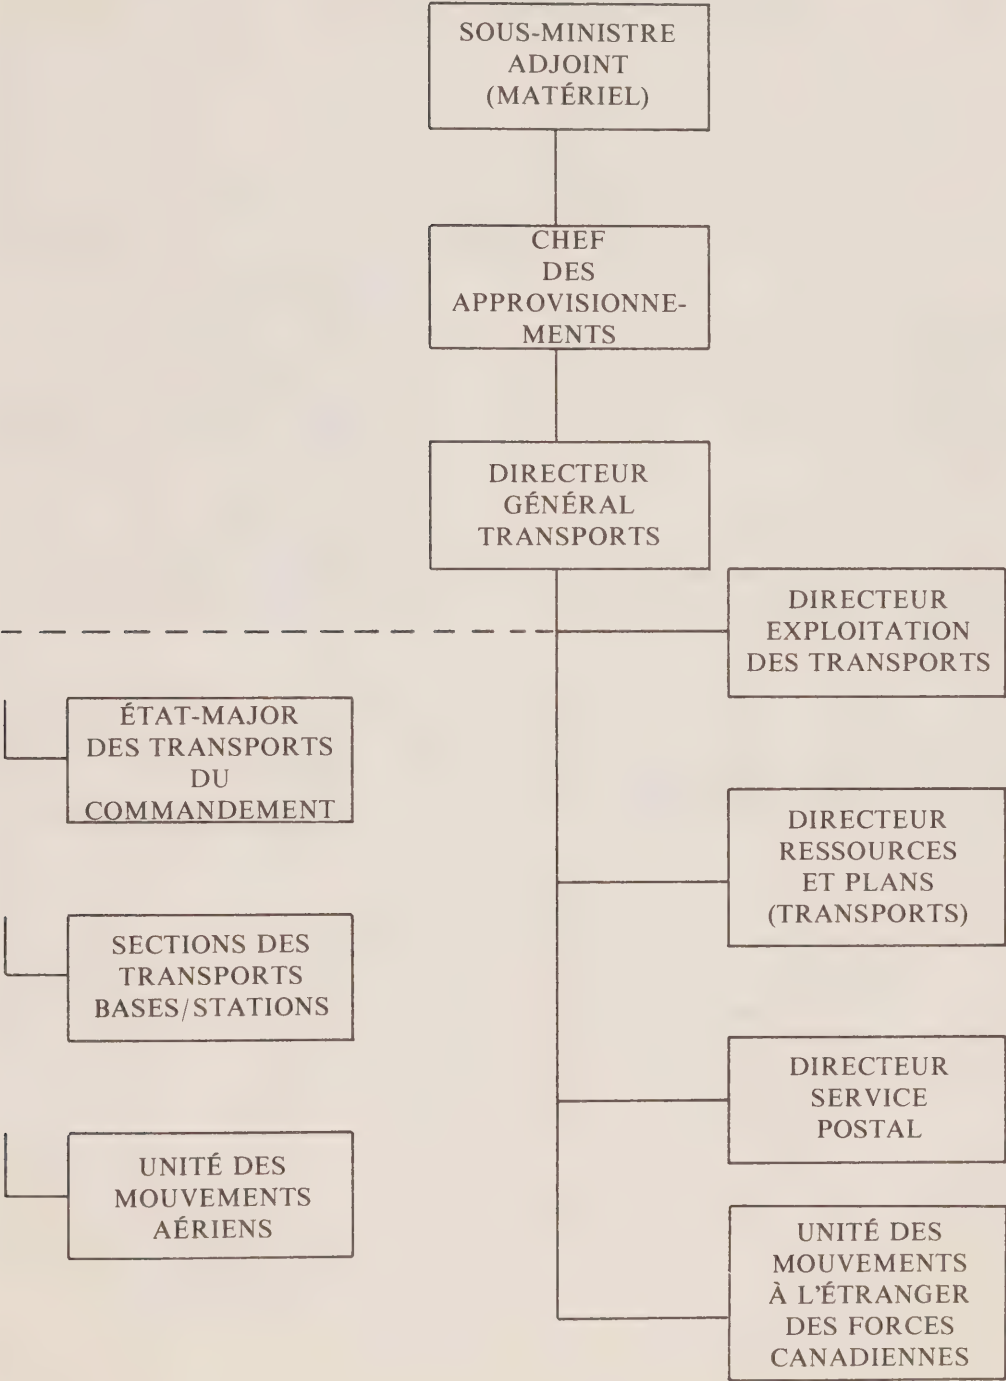 SOUS-MINISTRE
ADJOINT
(MATÉRIEL)
CHEF
DES
APPROVISIONNE-
MENTS
DIRECTEUR
GÉNÉRAL
TRANSPORTS
DIRECTEUR
EXPLOITATION
DES TRANSPORTS
ÉTAT-MAJOR
DES TRANSPORTS
DU
COMMANDEMENT
DIRECTEUR
RESSOURCES
ET PLANS
(TRANSPORTS)
SECTIONS DES
TRANSPORTS
BASES/STATIONS
DIRECTEUR
SERVICE
POSTAL
UNITÉ DES
MOUVEMENTS
AÉRIENS
UNITÉ DES
MOUVEMENTS
À L'ÉTRANGER
DES FORCES
CANADIENNES